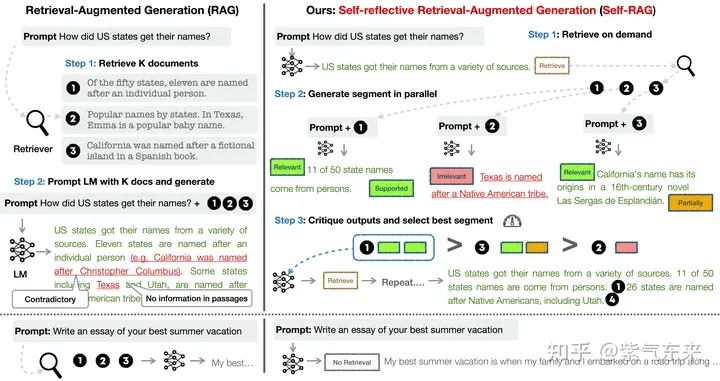 Retrieval-Augmented Generation (RAG)
Prompt How did US states get their names?
Step 1: Retrieve K documents
1 Of the fifty states, eleven are named
after an individual person.
2 Popular names by states. In Texas,
Emma is a popular baby name.
3 California was named after a fictional
island in a Spanish book.
Retriever
Step 2: Prompt LM with K docs and generate
Prompt How did US states get their names? + 1 2 3
LM
US states got their names from a variety of
sources. Eleven states are named after an
individual person (e.g. California was named
after Christopher Columbus). Some states
including Texas and Utah, are named after
American tribe
Contradictory
No information in passages
Prompt: Write an essay of your best summer vacation
1 2 3
My best…
Ours: Self-reflective Retrieval-Augmented Generation (Self-RAG)
Prompt How did US states get their names?
Step 1: Retrieve on demand
US states got their names from a variety of sources.
Retrieve
1 2 3
Step 2: Generate segment in parallel
Prompt + 1
Prompt + 2
Prompt + 3
Relevant
11 of 50 state names
come from persons.
Supported
Irrelevant
Texas is named
after a Native American tribe.
Relevant
California's name has its
origins in a 16th-century novel
Las Sergas de Esplandián.
Partially
Step 3: Critique outputs and select best segment
1 > 3 > 2
Retrieve
Repeat….
US states got their names from a variety of sources. 11 of 50
states names are come from persons. 1 26 states are named
after Native Americans, including Utah. 4
Prompt: Write an essay of your best summer vacation
No Retrieval
My best summer vacation is when my family and I embarked on a road trip along …
知乎 @紫气东来